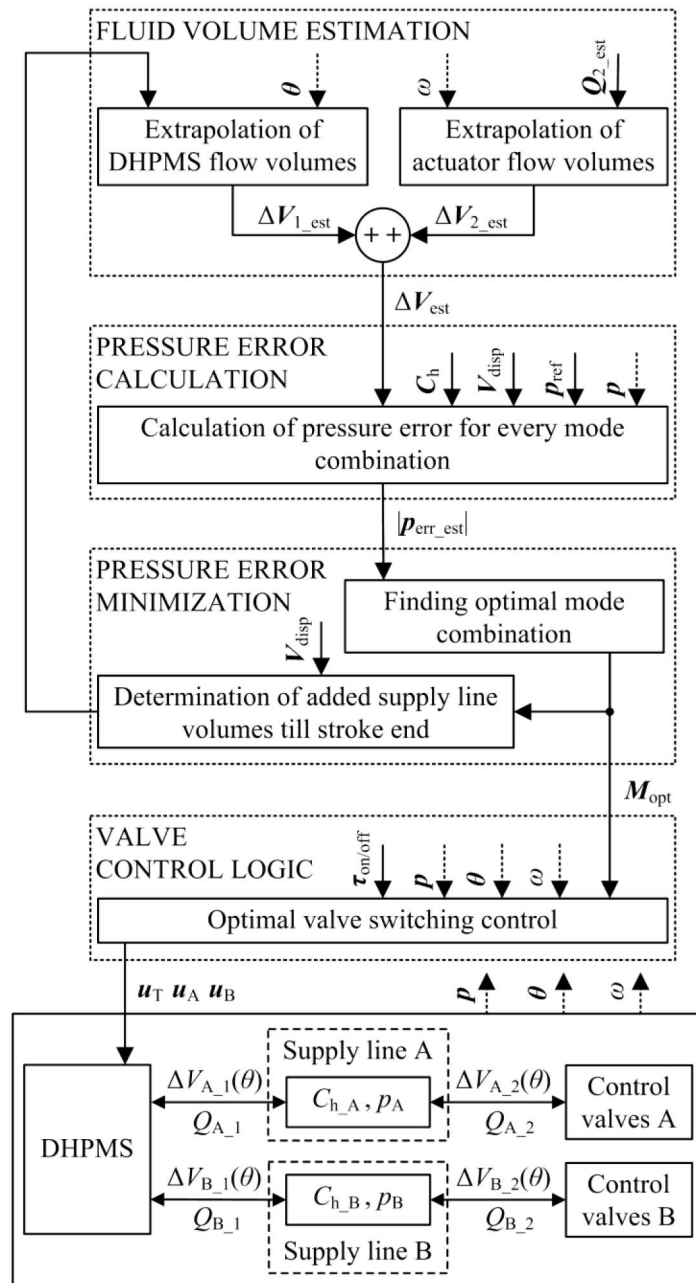 FLUID VOLUME ESTIMATION
θ
ω
Q2_est
Extrapolation of
DHPMS flow volumes
Extrapolation of
actuator flow volumes
ΔV1_est
+ +
ΔV2_est
ΔVest
PRESSURE ERROR
CALCULATION
Ch
Vdisp
pref
p
Calculation of pressure error for every mode
combination
|perr_est|
PRESSURE ERROR
MINIMIZATION
Finding optimal mode
combination
Vdisp
Determination of added supply line
volumes till stroke end
Mopt
VALVE
CONTROL LOGIC
τon/off
p
θ
ω
Optimal valve switching control
uT uA uB
p
θ
ω
DHPMS
Supply line A
ΔVA_1(θ)
QA_1
Ch_A , pA
ΔVA_2(θ)
QA_2
Control
valves A
ΔVB_1(θ)
QB_1
Ch_B , pB
ΔVB_2(θ)
QB_2
Control
valves B
Supply line B